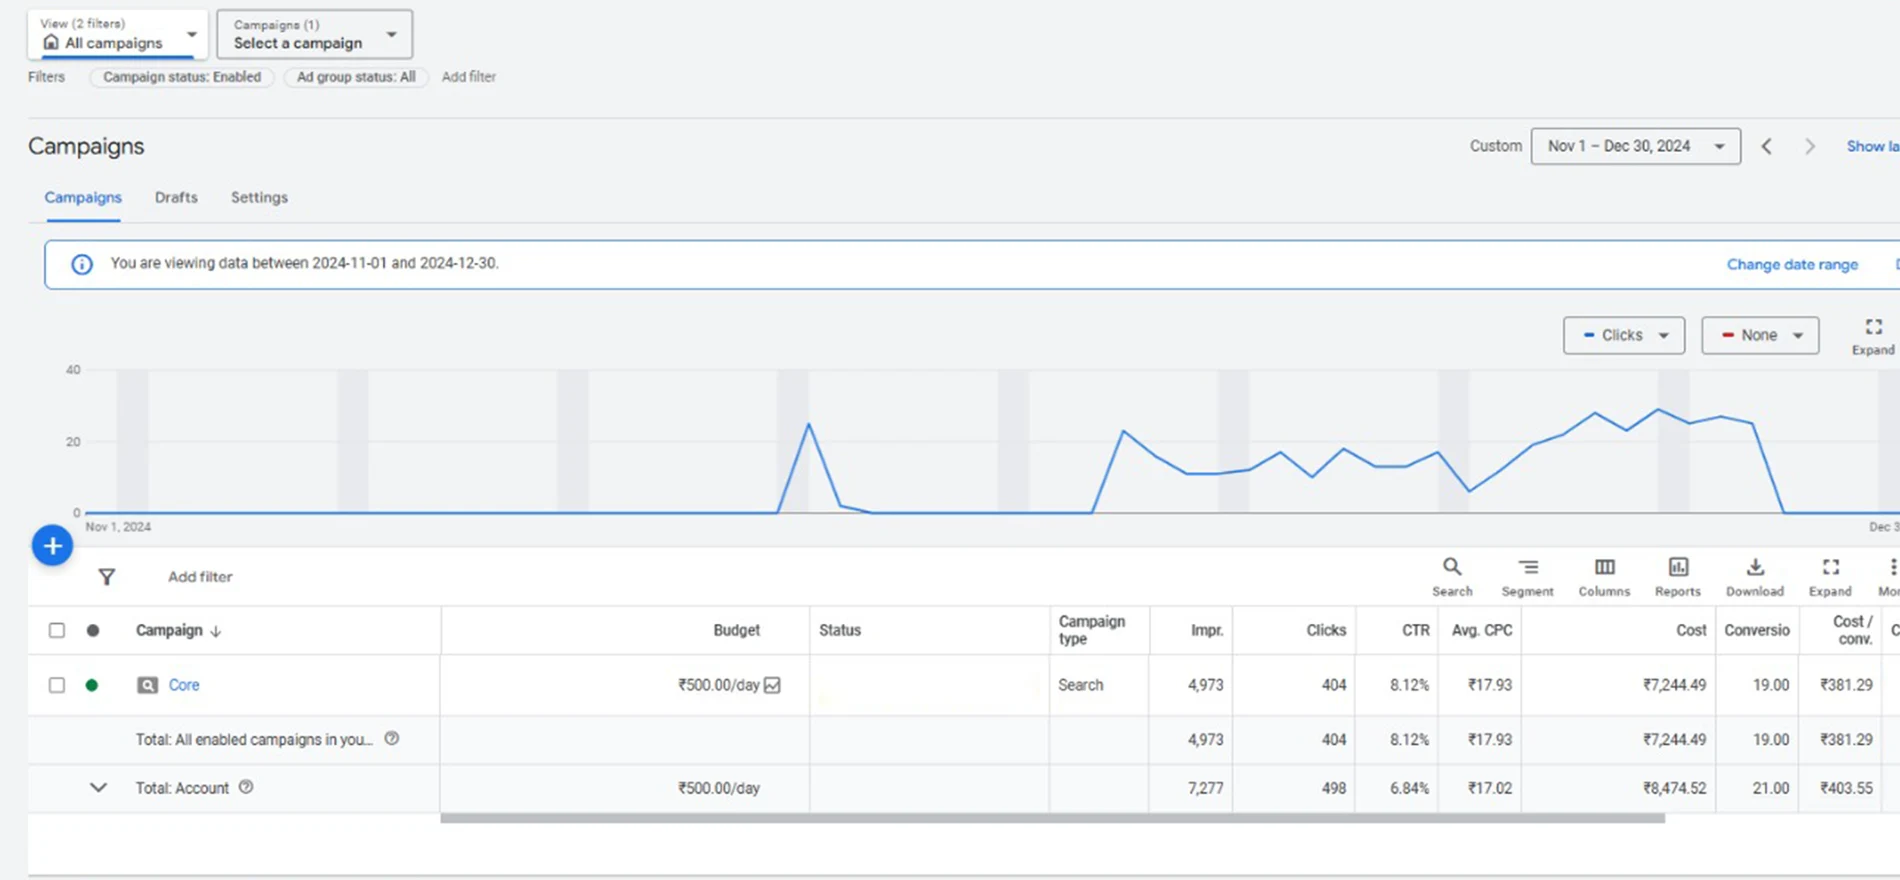 View (2 filters)
All campaigns
Campaigns (1)
Select a campaign
Filters Campaign status: Enabled Ad group status: All Add filter
Campaigns
Custom Nov 1 – Dec 30, 2024 Show la
Campaigns Drafts Settings
You are viewing data between 2024-11-01 and 2024-12-30. Change date range
Clicks None Expand
40
20
0
Nov 1, 2024 Dec 3
Add filter
Search Segment Columns Reports Download Expand Mor
Campaign Budget Status Campaign type Impr. Clicks CTR Avg. CPC Cost Conversio Cost / conv. C
Core ₹500.00/day Search 4,973 404 8.12% ₹17.93 ₹7,244.49 19.00 ₹381.29
Total: All enabled campaigns in you... 4,973 404 8.12% ₹17.93 ₹7,244.49 19.00 ₹381.29
Total: Account ₹500.00/day 7,277 498 6.84% ₹17.02 ₹8,474.52 21.00 ₹403.55